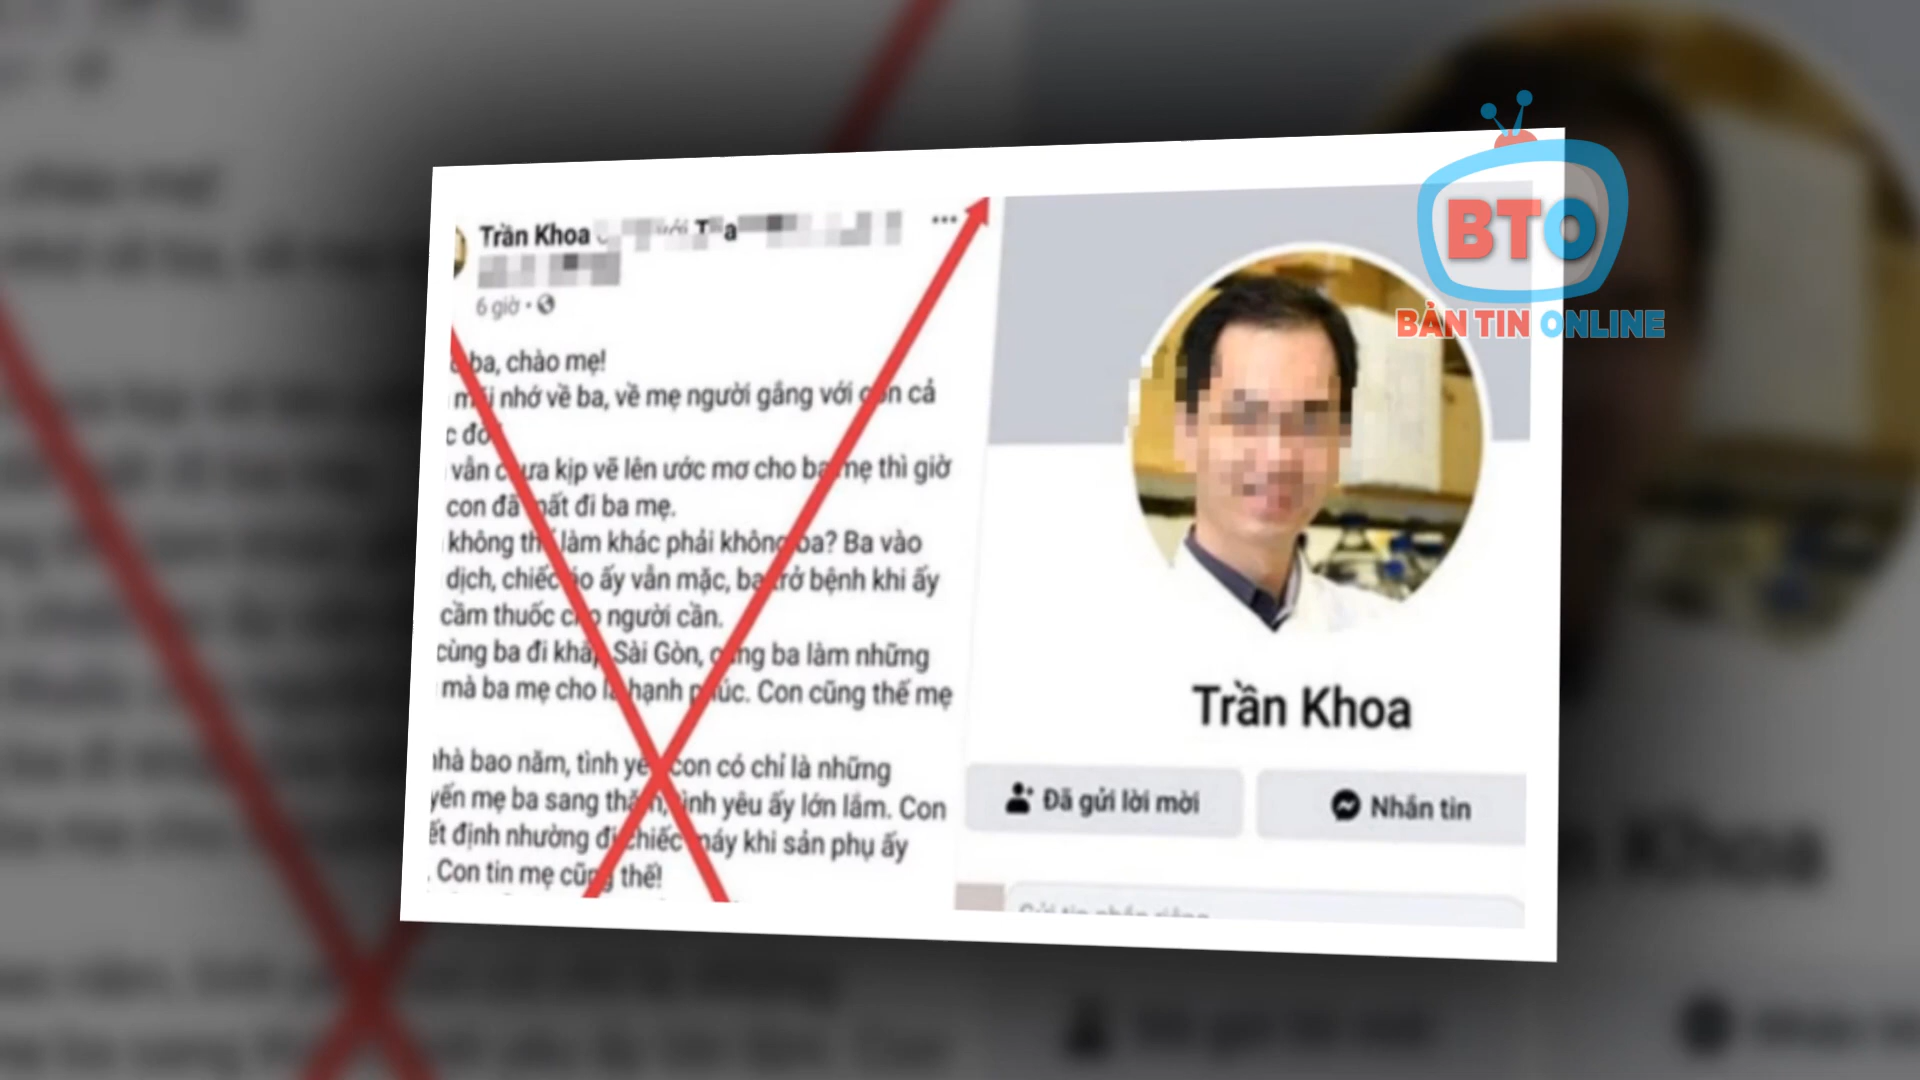 BTO
BẢN TIN ONLINE
Trần Khoa
6 giờ
ba, chào mẹ!
mỗi nhớ về ba, về mẹ người gắng với con cả
c đời
vẫn chưa kịp vẽ lên ước mơ cho ba mẹ thì giờ
con đã mất đi ba mẹ.
không thể làm khác phải không ba? Ba vào
dịch, chiếc áo ấy vẫn mặc, ba trở bệnh khi ấy
cầm thuốc cho người cần.
cùng ba đi khắp Sài Gòn, cùng ba làm những
mà ba mẹ cho là hạnh phúc. Con cũng thế mẹ
nhà bao năm, tình yêu con có chỉ là những
yến mẹ ba sang thăm, tình yêu ấy lớn lắm. Con
ết định nhường đi chiếc máy khi sản phụ ấy
. Con tin mẹ cũng thế!
Trần Khoa
Đã gửi lời mời
Nhắn tin